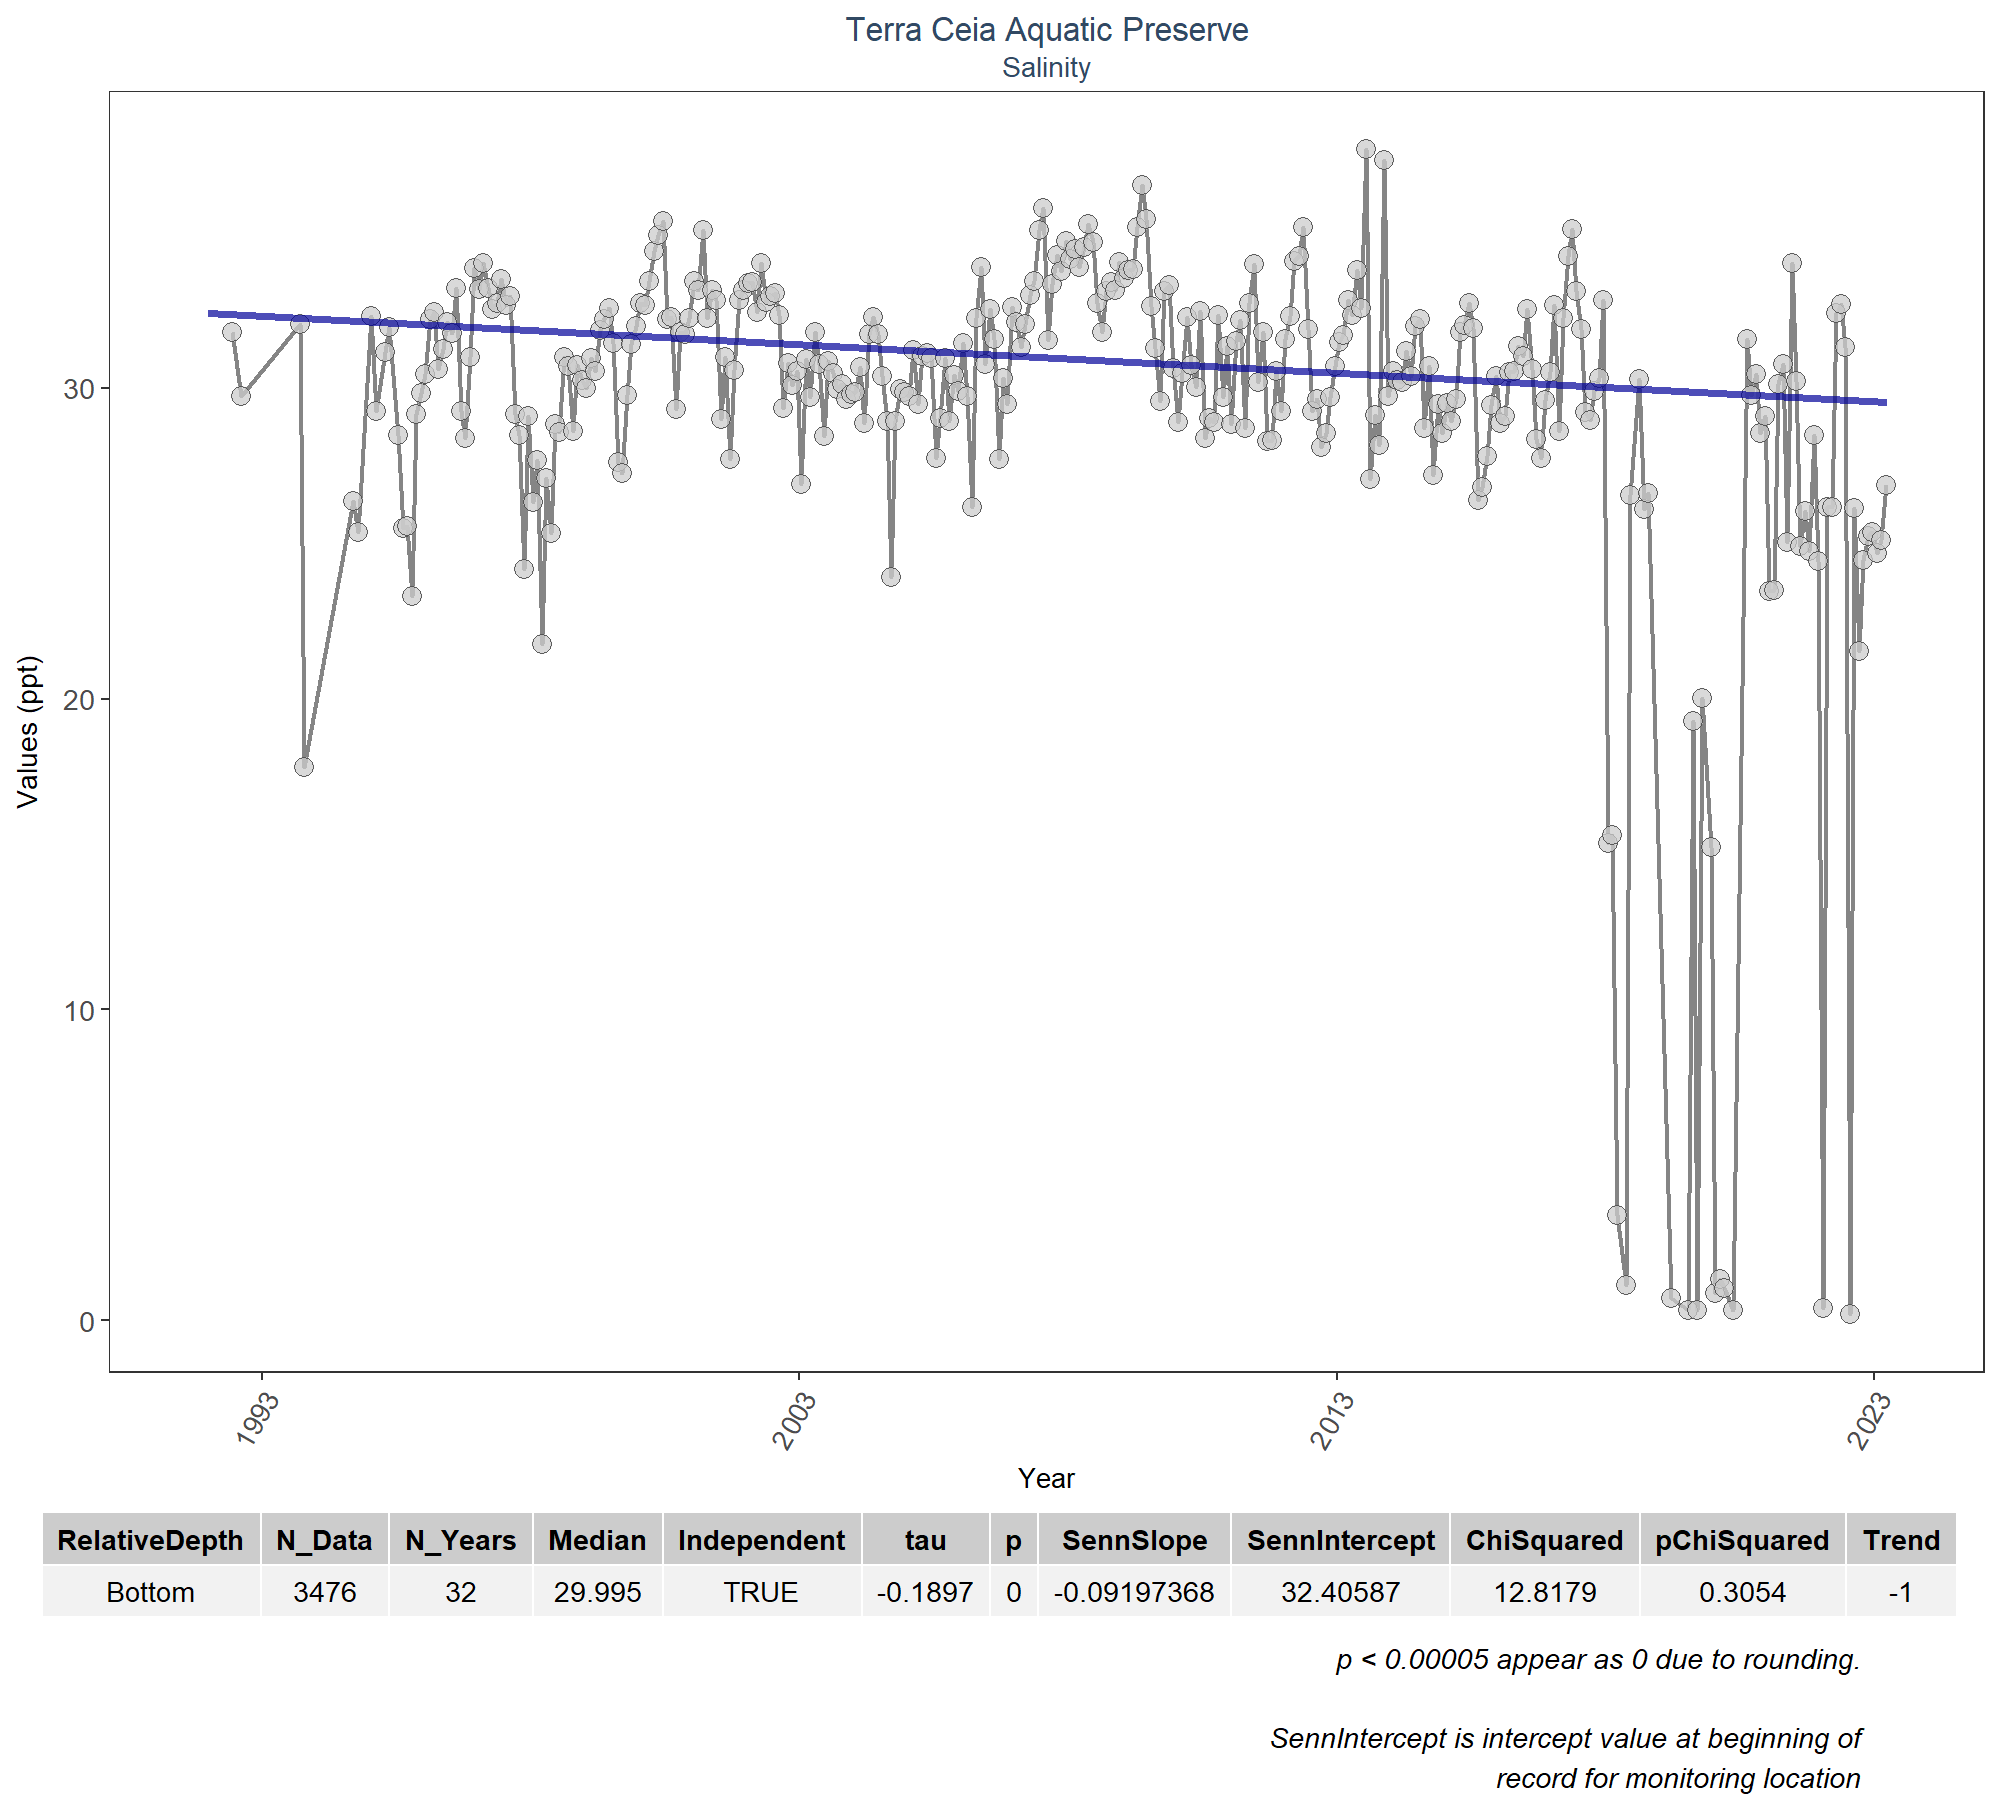 Terra Ceia Aquatic Preserve
Salinity
Values (ppt)
30
20
10
0
1993 2003 2013 2023
Year
RelativeDepth N_Data N_Years Median Independent tau p SennSlope SennIntercept ChiSquared pChiSquared Trend
Bottom 3476 32 29.995 TRUE -0.1897 0 -0.09197368 32.40587 12.8179 0.3054 -1
p < 0.00005 appear as 0 due to rounding.
SennIntercept is intercept value at beginning of
record for monitoring location